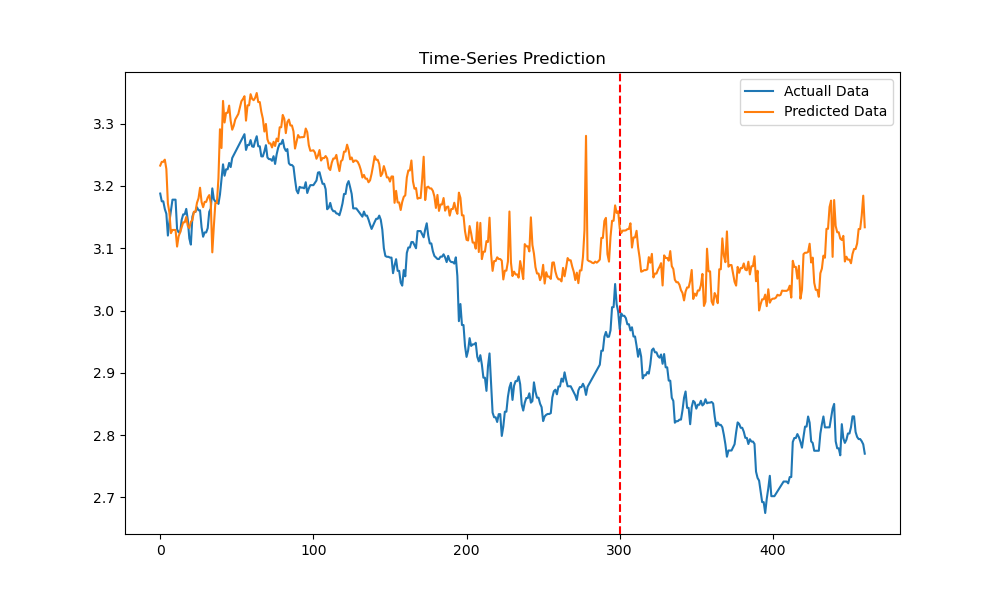 Time-Series Prediction
Actuall Data
Predicted Data
3.3
3.2
3.1
3.0
2.9
2.8
2.7
0 100 200 300 400